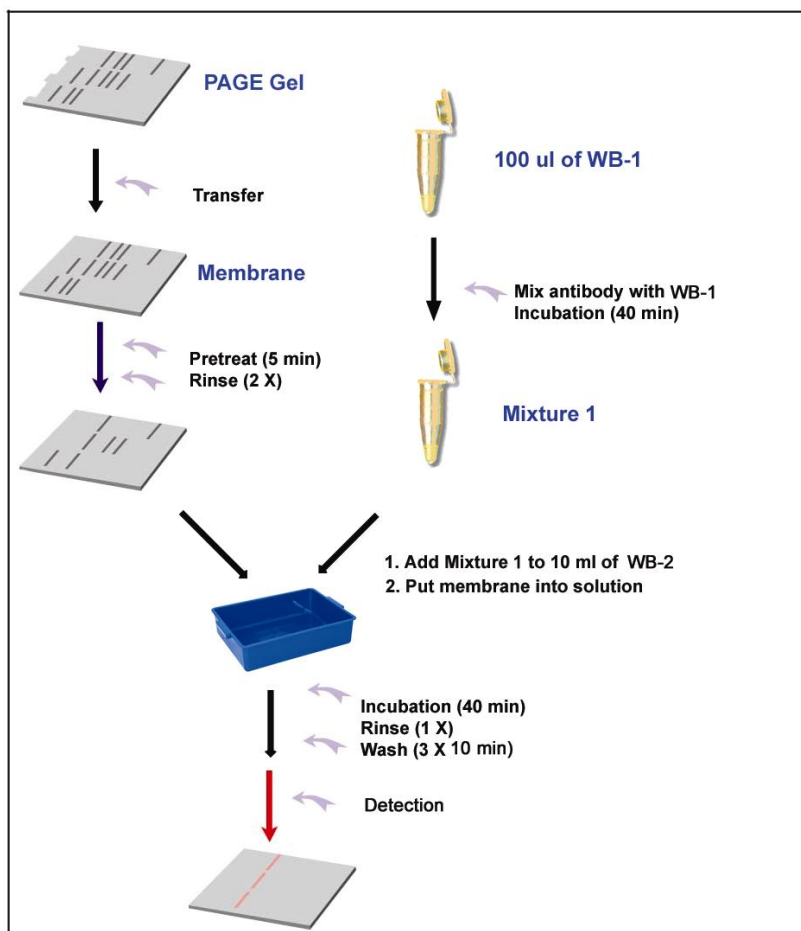 PAGE Gel
Transfer
Membrane
Pretreat (5 min)
Rinse (2 X)
100 ul of WB-1
Mix antibody with WB-1
Incubation (40 min)
Mixture 1
1. Add Mixture 1 to 10 ml of WB-2
2. Put membrane into solution
Incubation (40 min)
Rinse (1 X)
Wash (3 X 10 min)
Detection